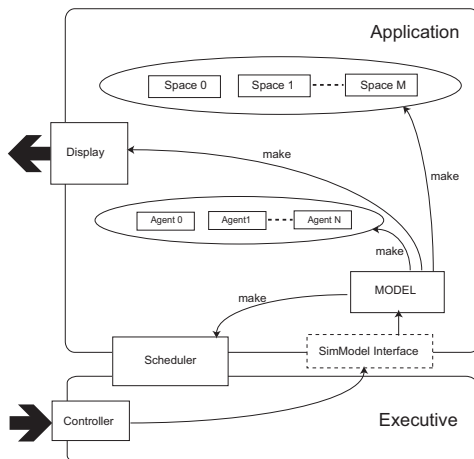 Application
Space 0 Space 1 Space M
Display
make
Agent 0 Agent1 Agent N
make
MODEL
make
SimModel Interface
Scheduler
Controller
Executive